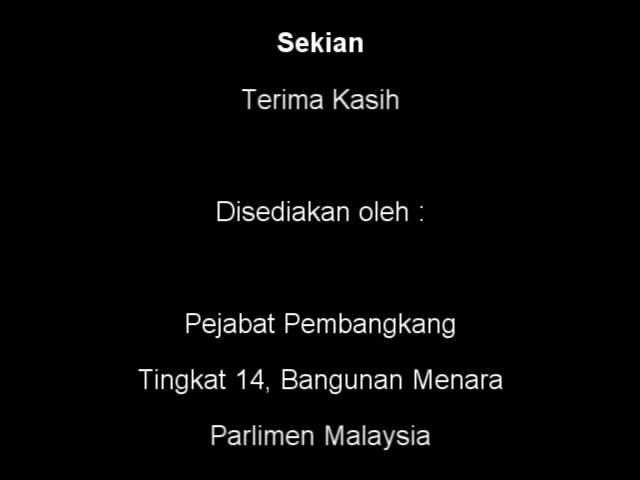 Sekian
Terima Kasih
Disediakan oleh :
Pejabat Pembangkang
Tingkat 14, Bangunan Menara
Parlimen Malaysia